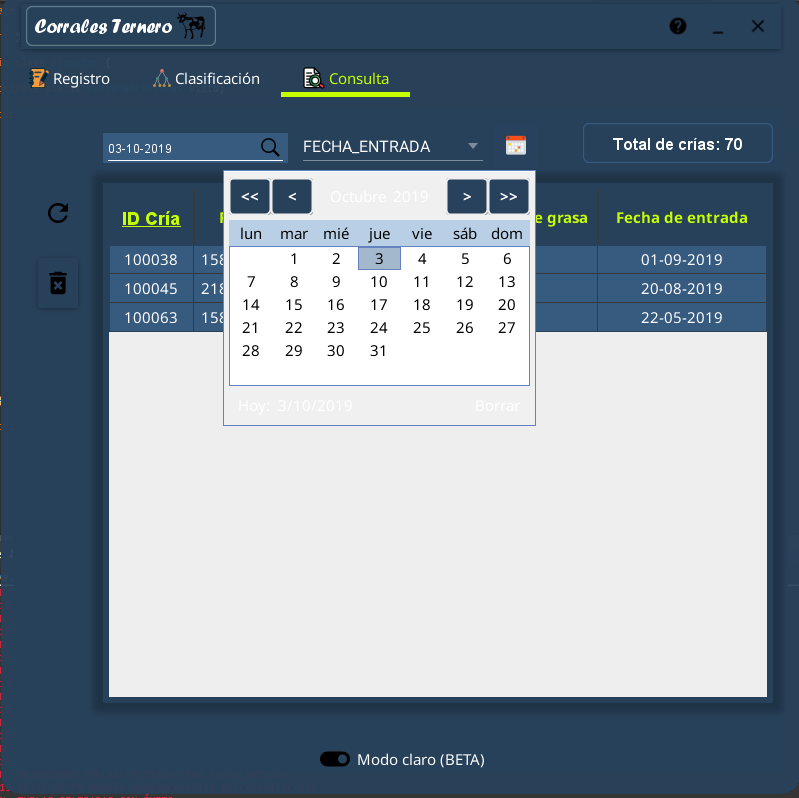 Corrales Ternero
Registro Clasificación Consulta
03-10-2019 FECHA_ENTRADA Total de crías: 70
<< < Octubre 2019 > >>
ID Cría e grasa Fecha de entrada
lun mar mié jue vie sáb dom
1 2 3 4 5 6
7 8 9 10 11 12 13
14 15 16 17 18 19 20
21 22 23 24 25 26 27
28 29 30 31
100038 158 01-09-2019
100045 218 20-08-2019
100063 158 22-05-2019
Hoy: 3/10/2019 Borrar
Modo claro (BETA)